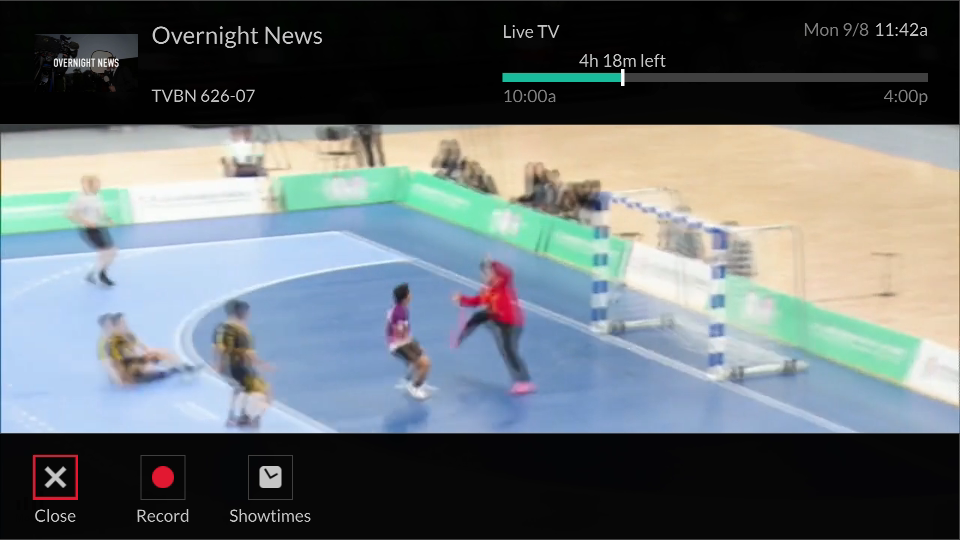 OVERNIGHT NEWS
Overnight News
TVBN 626-07
Live TV
Mon 9/8 11:42a
4h 18m left
10:00a
4:00p
Close
Record
Showtimes